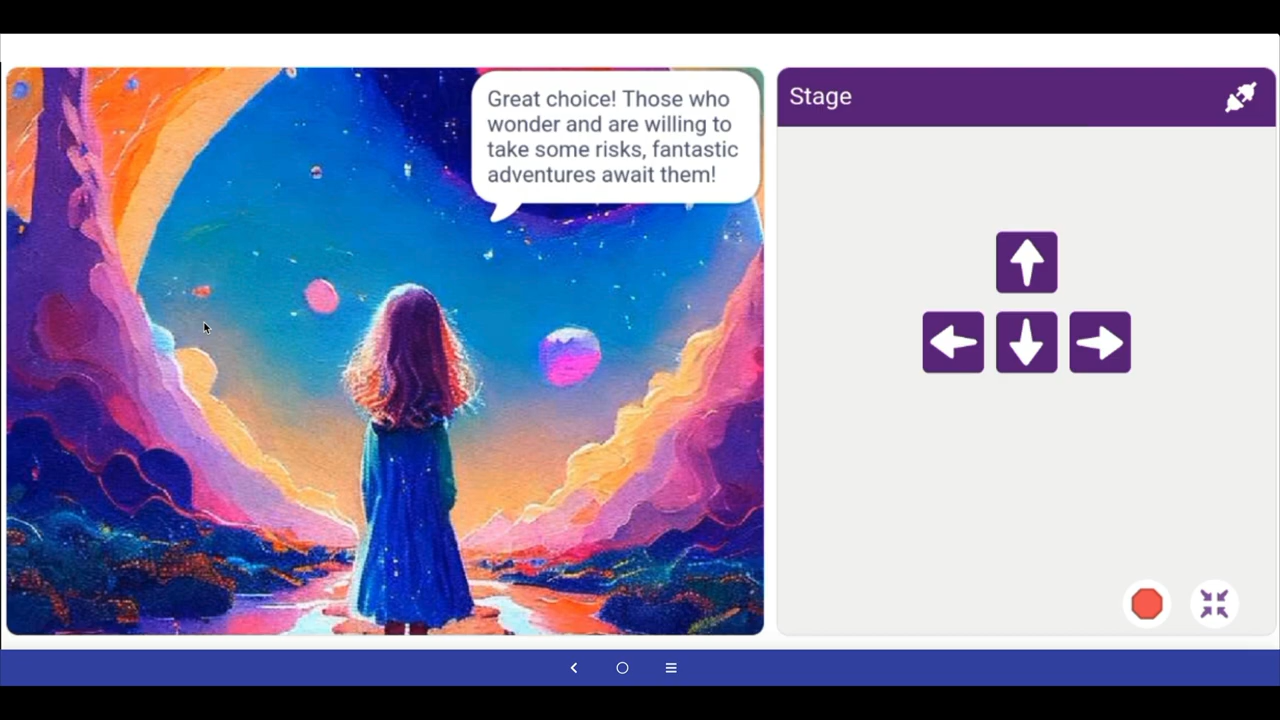 Great choice! Those who
wonder and are willing to
take some risks, fantastic
adventures await them!
Stage